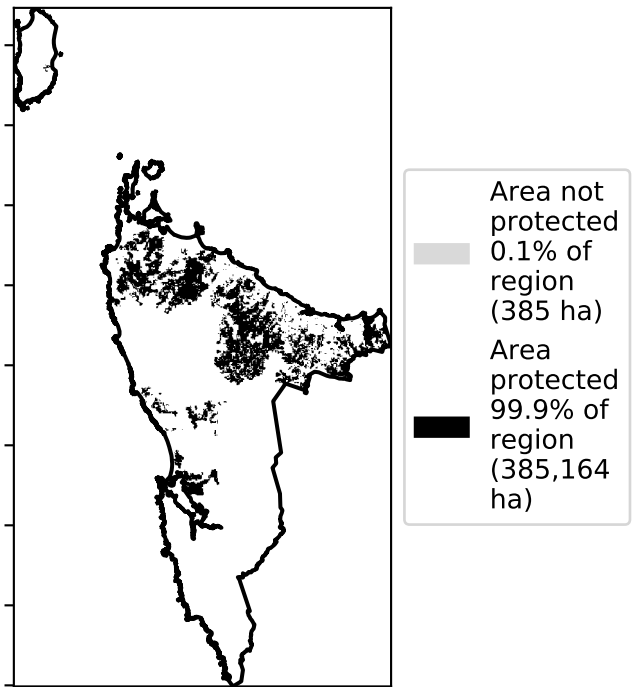 Area not
protected
0.1% of
region
(385 ha)
Area
protected
99.9% of
region
(385,164
ha)